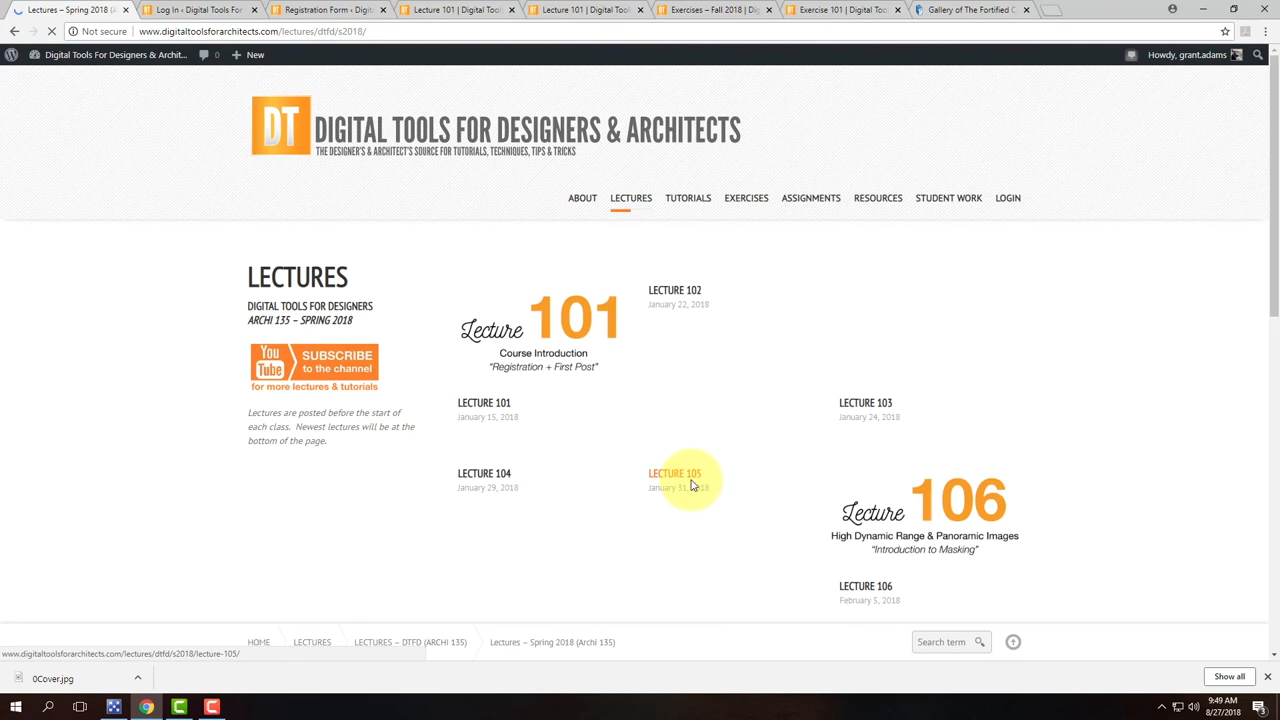 Lectures – Spring 2018 (A
Log In ‹ Digital Tools For
Registration Form ‹ Digit
Lecture 101 | Digital Tool
Lecture 101 | Digital Tool
Exercises – Fall 2018 | Dig
Exercise 101 | Digital Too
Gallery of The Fortified C
Not secure
www.digitaltoolsforarchitects.com/lectures/dtfd/s2018/
Digital Tools For Designers & Archit...
0
New
Howdy, grant.adams
DT
DIGITAL TOOLS FOR DESIGNERS & ARCHITECTS
THE DESIGNER'S & ARCHITECT'S SOURCE FOR TUTORIALS, TECHNIQUES, TIPS & TRICKS
ABOUT
LECTURES
TUTORIALS
EXERCISES
ASSIGNMENTS
RESOURCES
STUDENT WORK
LOGIN
LECTURES
DIGITAL TOOLS FOR DESIGNERS
ARCHI 135 – SPRING 2018
You Tube
SUBSCRIBE
to the channel
for more lectures & tutorials
Lectures are posted before the start of
each class. Newest lectures will be at the
bottom of the page.
Lecture 101
Course Introduction
"Registration + First Post"
LECTURE 101
January 15, 2018
LECTURE 102
January 22, 2018
LECTURE 103
January 24, 2018
LECTURE 104
January 29, 2018
LECTURE 105
January 31, 2018
Lecture 106
High Dynamic Range & Panoramic Images
"Introduction to Masking"
LECTURE 106
February 5, 2018
HOME
LECTURES
LECTURES – DTFD (ARCHI 135)
Lectures – Spring 2018 (Archi 135)
Search term
www.digitaltoolsforarchitects.com/lectures/dtfd/s2018/lecture-105/
0Cover.jpg
Show all
9:49 AM
8/27/2018
3